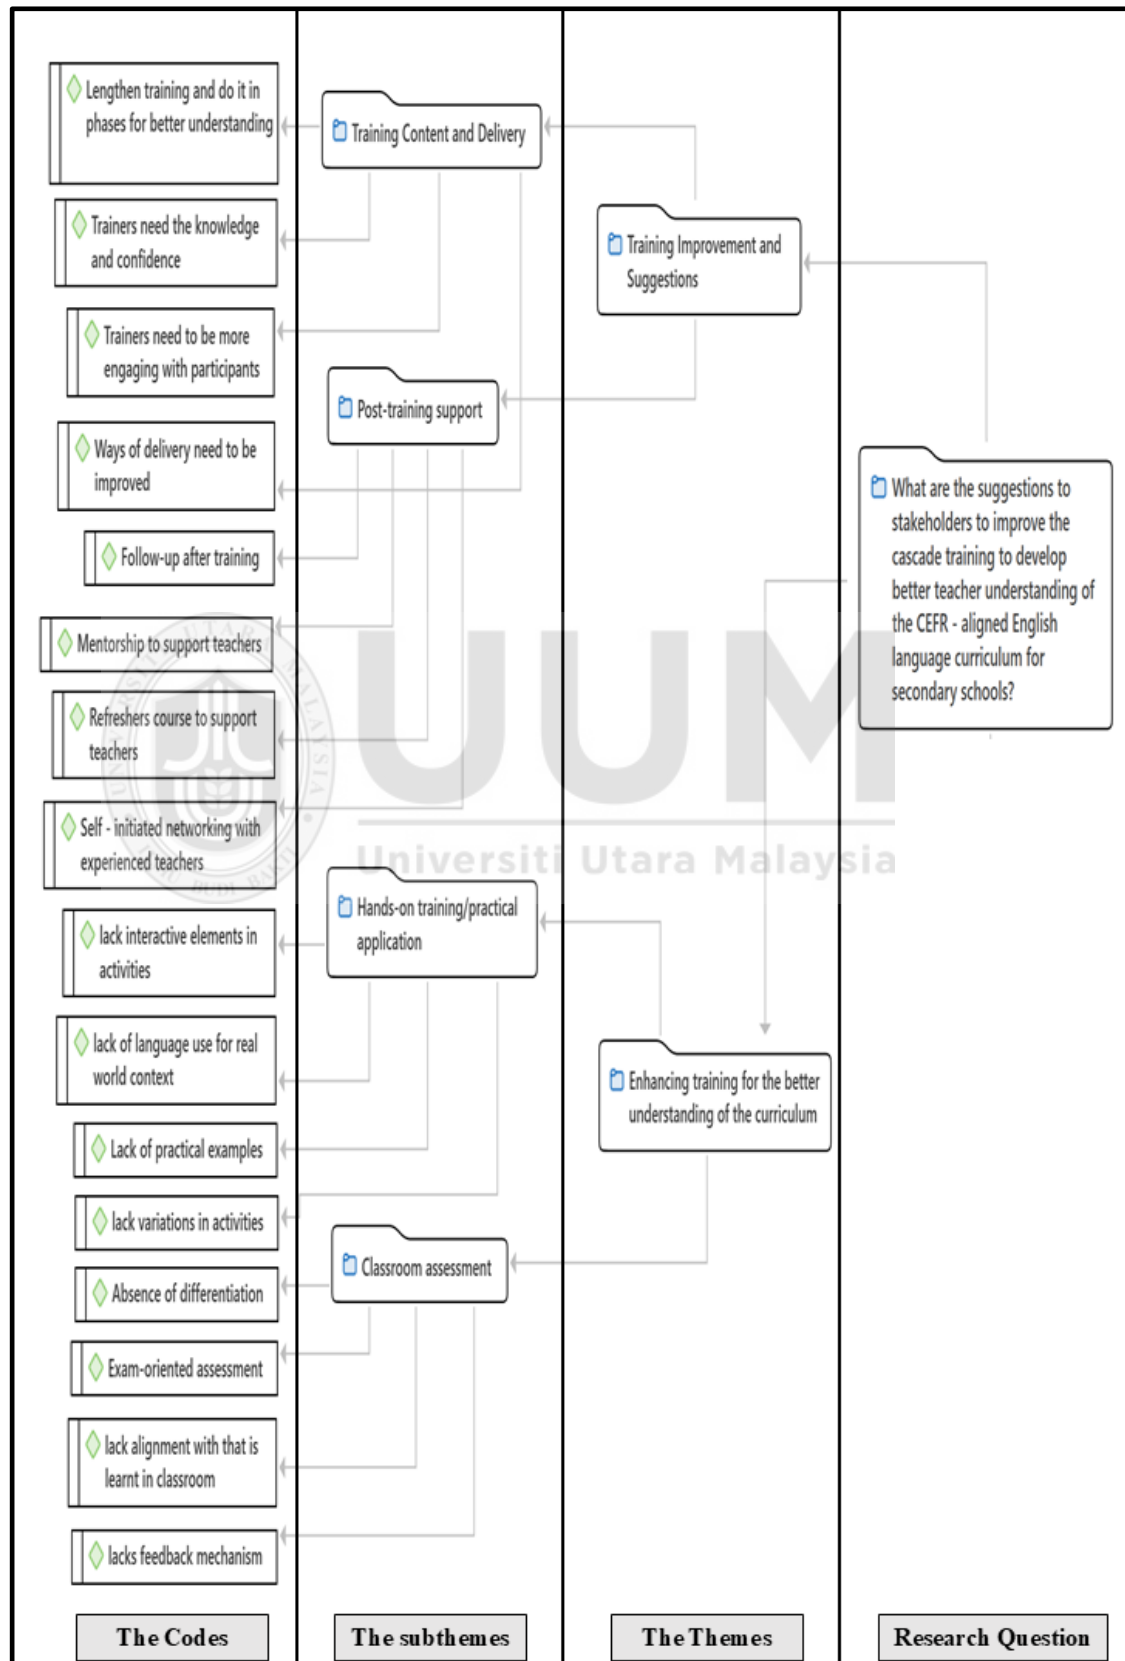 Lengthen training and do it in
phases for better understanding
Trainers need the knowledge
and confidence
Trainers need to be more
engaging with participants
Ways of delivery need to be
improved
Follow-up after training
Mentorship to support teachers
Refreshers course to support
teachers
Self - initiated networking with
experienced teachers
lack interactive elements in
activities
lack of language use for real
world context
Lack of practical examples
lack variations in activities
Absence of differentiation
Exam-oriented assessment
lack alignment with that is
learnt in classroom
lacks feedback mechanism
The Codes
Training Content and Delivery
Post-training support
Hands-on training/practical
application
Classroom assessment
The subthemes
Training Improvement and
Suggestions
Enhancing training for the better
understanding of the curriculum
The Themes
What are the suggestions to
stakeholders to improve the
cascade training to develop
better teacher understanding of
the CEFR - aligned English
language curriculum for
secondary schools?
Research Question
UUM
Universiti Utara Malaysia